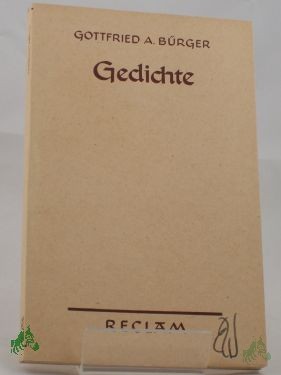 GOTTFRIED A. BÜRGER
Gedichte
RECLAM